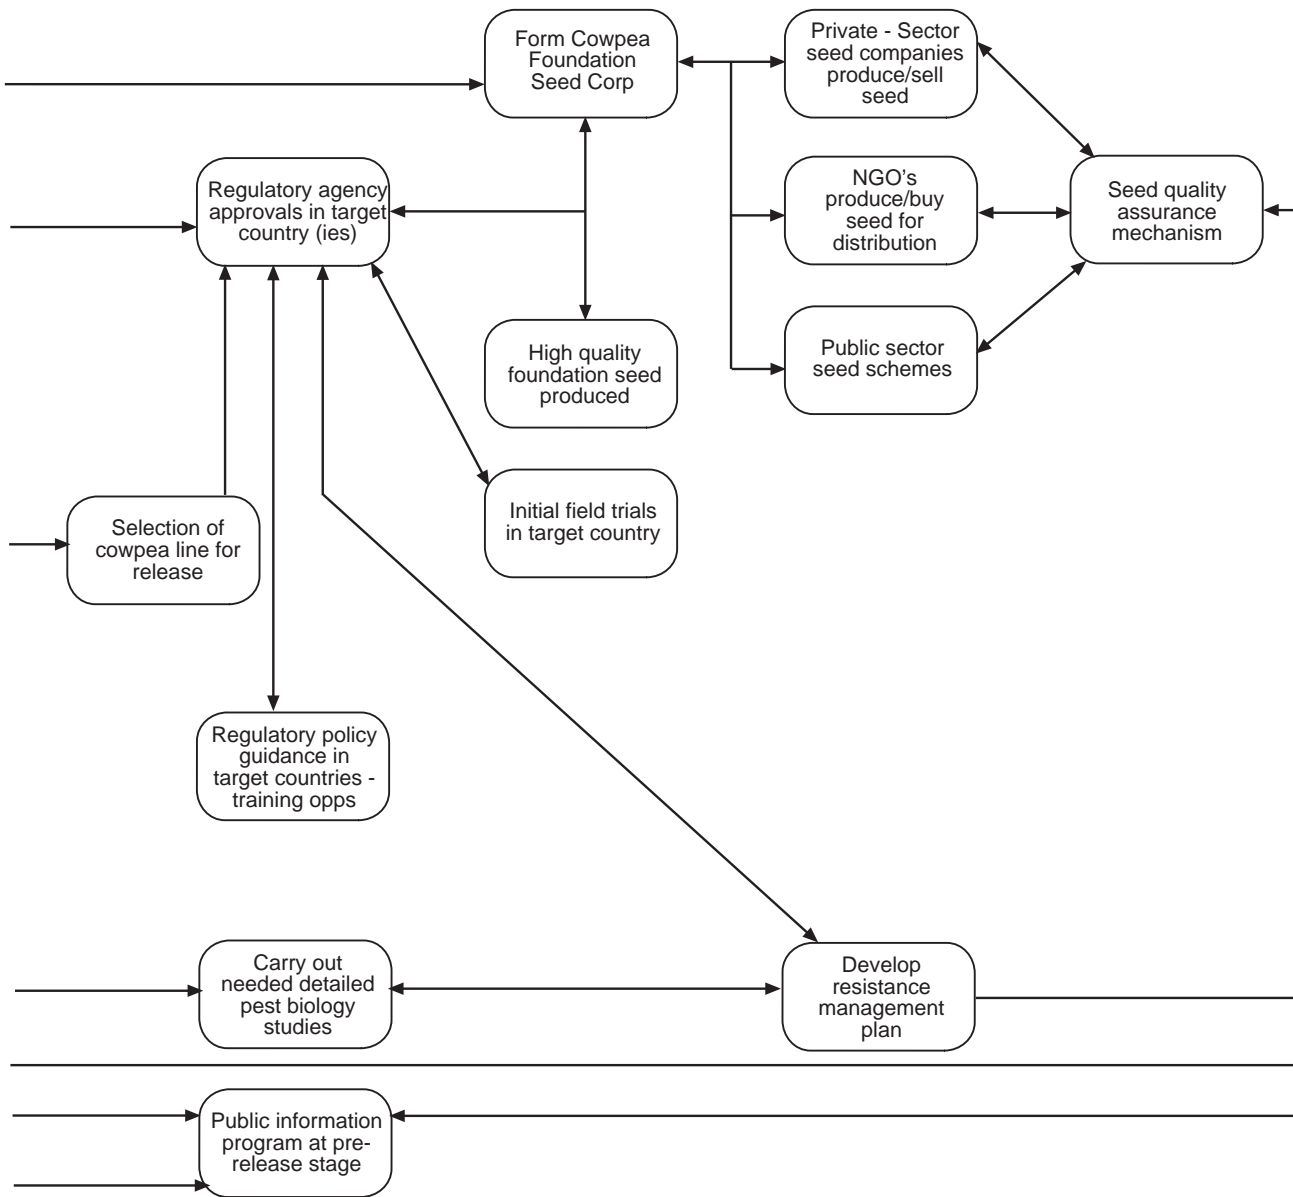 Form Cowpea
Foundation
Seed Corp
Private - Sector
seed companies
produce/sell
seed
Regulatory agency
approvals in target
country (ies)
NGO's
produce/buy
seed for
distribution
Seed quality
assurance
mechanism
High quality
foundation seed
produced
Public sector
seed schemes
Selection of
cowpea line for
release
Initial field trials
in target country
Regulatory policy
guidance in
target countries -
training opps
Carry out
needed detailed
pest biology
studies
Develop
resistance
management
plan
Public information
program at pre-
release stage